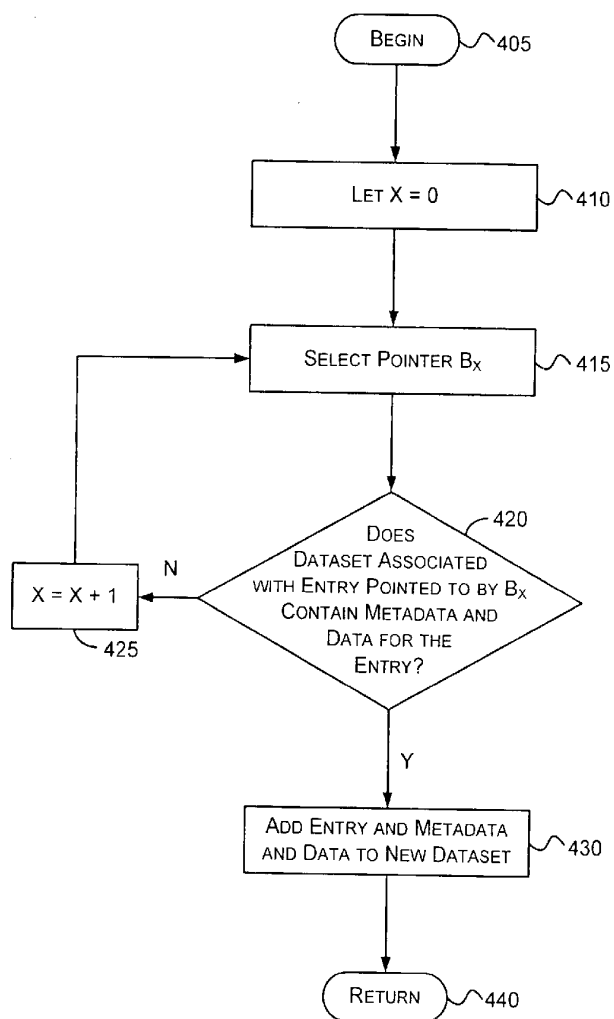 BEGIN
405
LET X = 0
410
SELECT POINTER BX
415
420
DOES
DATASET ASSOCIATED
WITH ENTRY POINTED TO BY BX
CONTAIN METADATA AND
DATA FOR THE
ENTRY?
N
X = X + 1
425
Y
ADD ENTRY AND METADATA
AND DATA TO NEW DATASET
430
RETURN
440